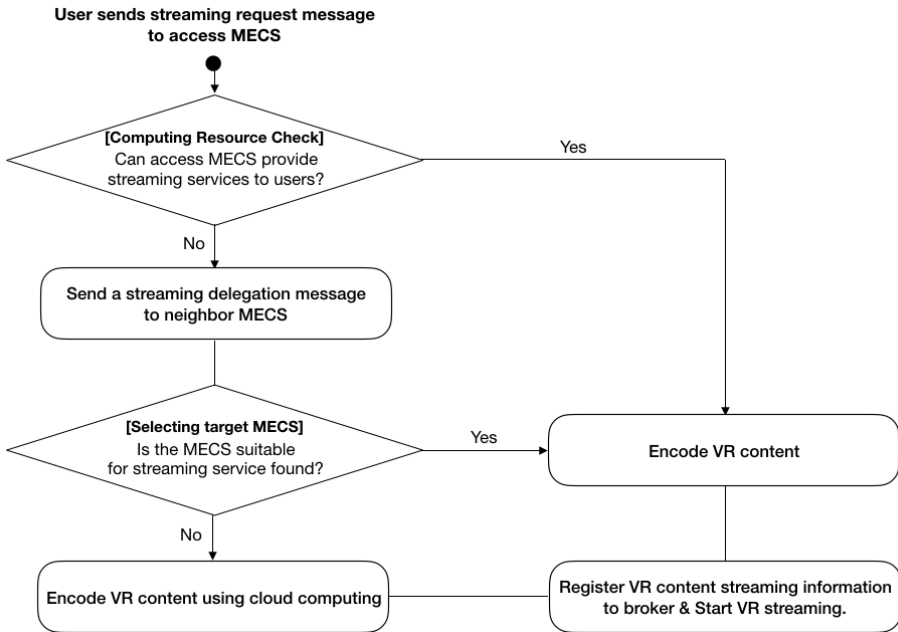 User sends streaming request message
to access MECS
[Computing Resource Check]
Can access MECS provide
streaming services to users?
Yes
No
Send a streaming delegation message
to neighbor MECS
[Selecting target MECS]
Is the MECS suitable
for streaming service found?
Yes
Encode VR content
No
Encode VR content using cloud computing
Register VR content streaming information
to broker & Start VR streaming.